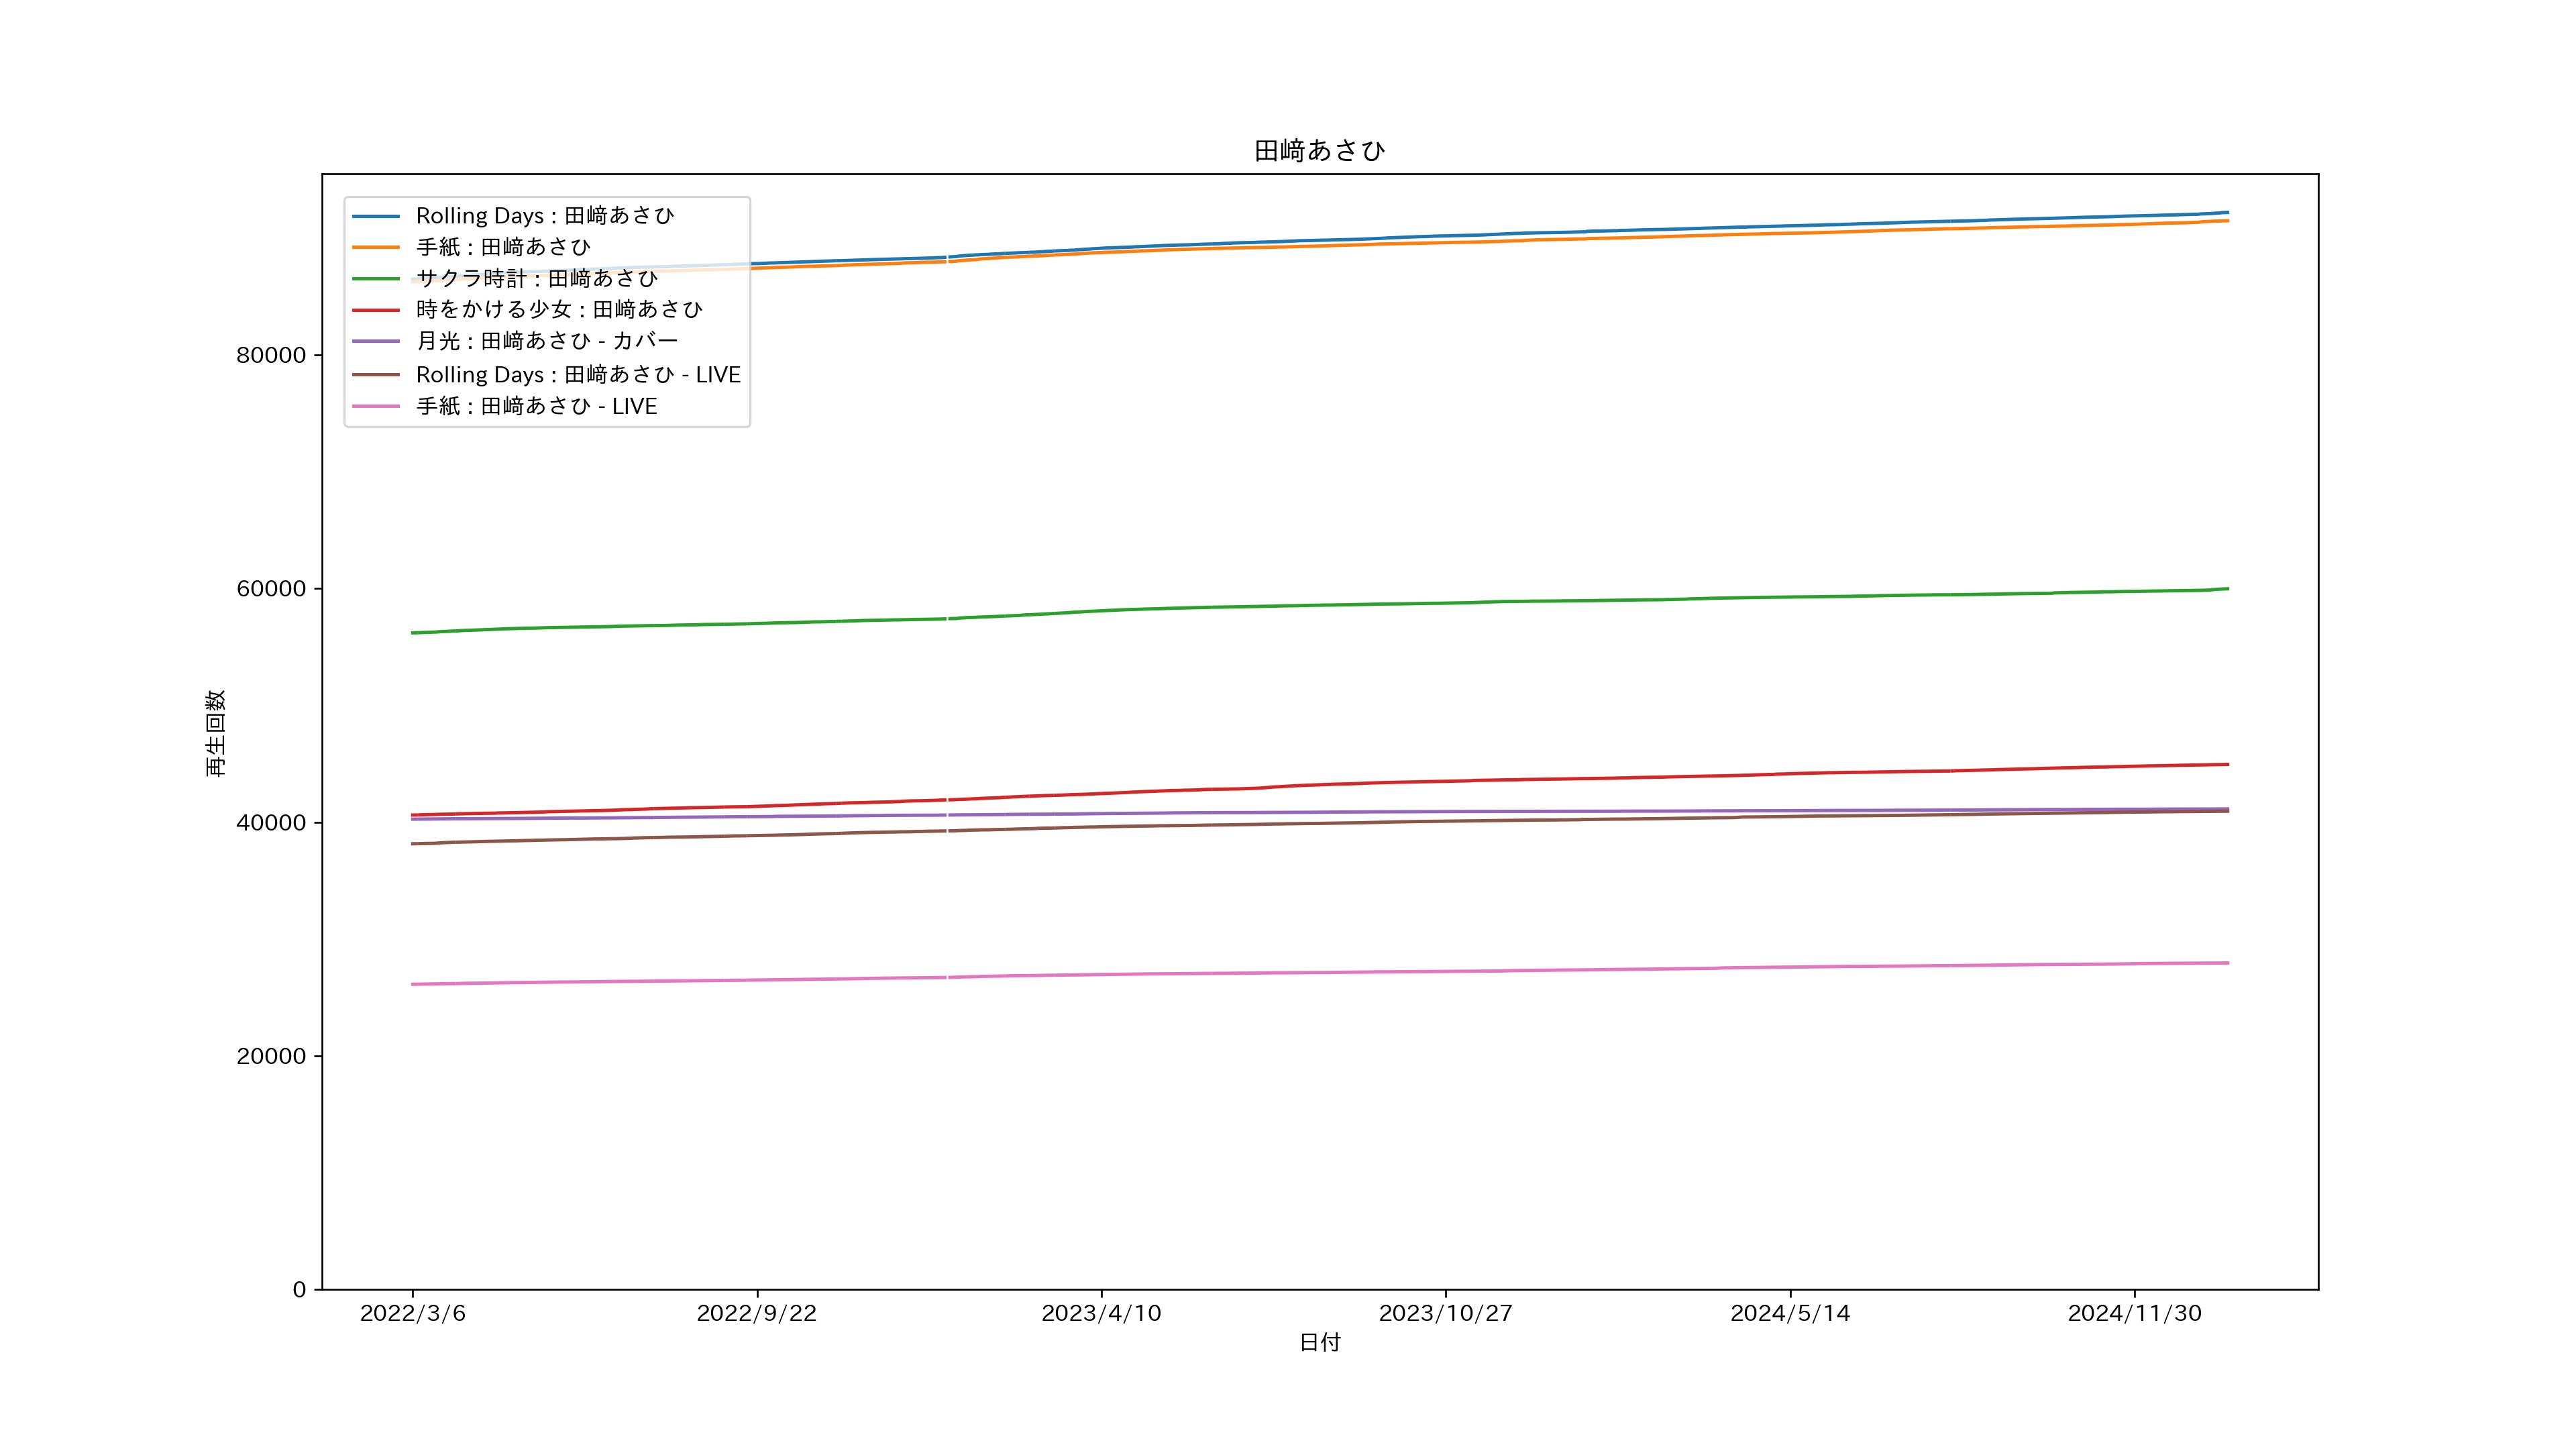 田﨑あさひ
Rolling Days : 田﨑あさひ
手紙 : 田﨑あさひ
サクラ時計 : 田﨑あさひ
時をかける少女 : 田﨑あさひ
月光 : 田﨑あさひ - カバー
Rolling Days : 田﨑あさひ - LIVE
手紙 : 田﨑あさひ - LIVE
再生回数
80000
60000
40000
20000
0
2022/3/6 2022/9/22 2023/4/10 2023/10/27 2024/5/14 2024/11/30
日付